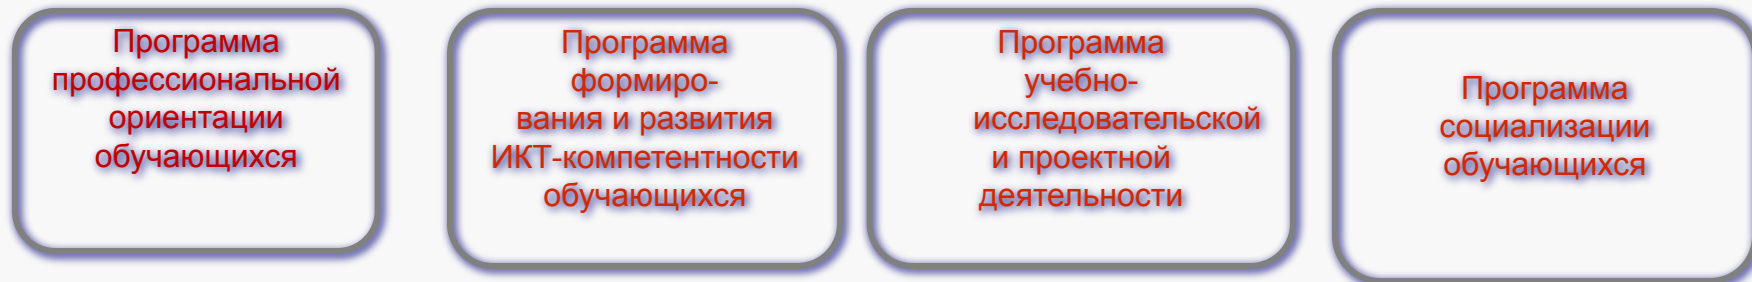 Программа
профессиональной
ориентации
обучающихся
Программа
формиро-
вания и развития
ИКТ-компетентности
обучающихся
Программа
учебно-
исследовательской
и проектной
деятельности
Программа
социализации
обучающихся